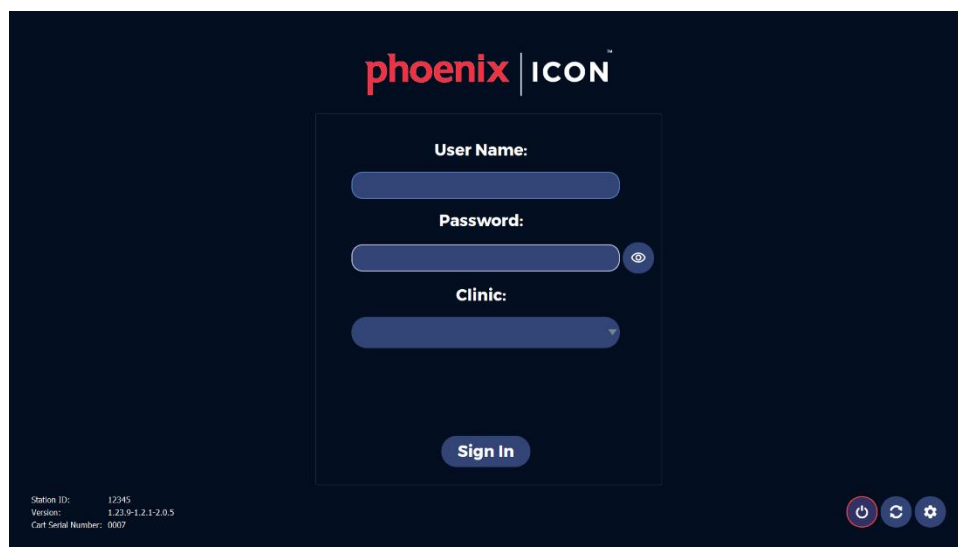 phoenix | ICON™
User Name:
Password:
Clinic:
Sign In
Station ID: 12345
Version: 1.23.9-1.2.1-2.0.5
Cart Serial Number: 0007